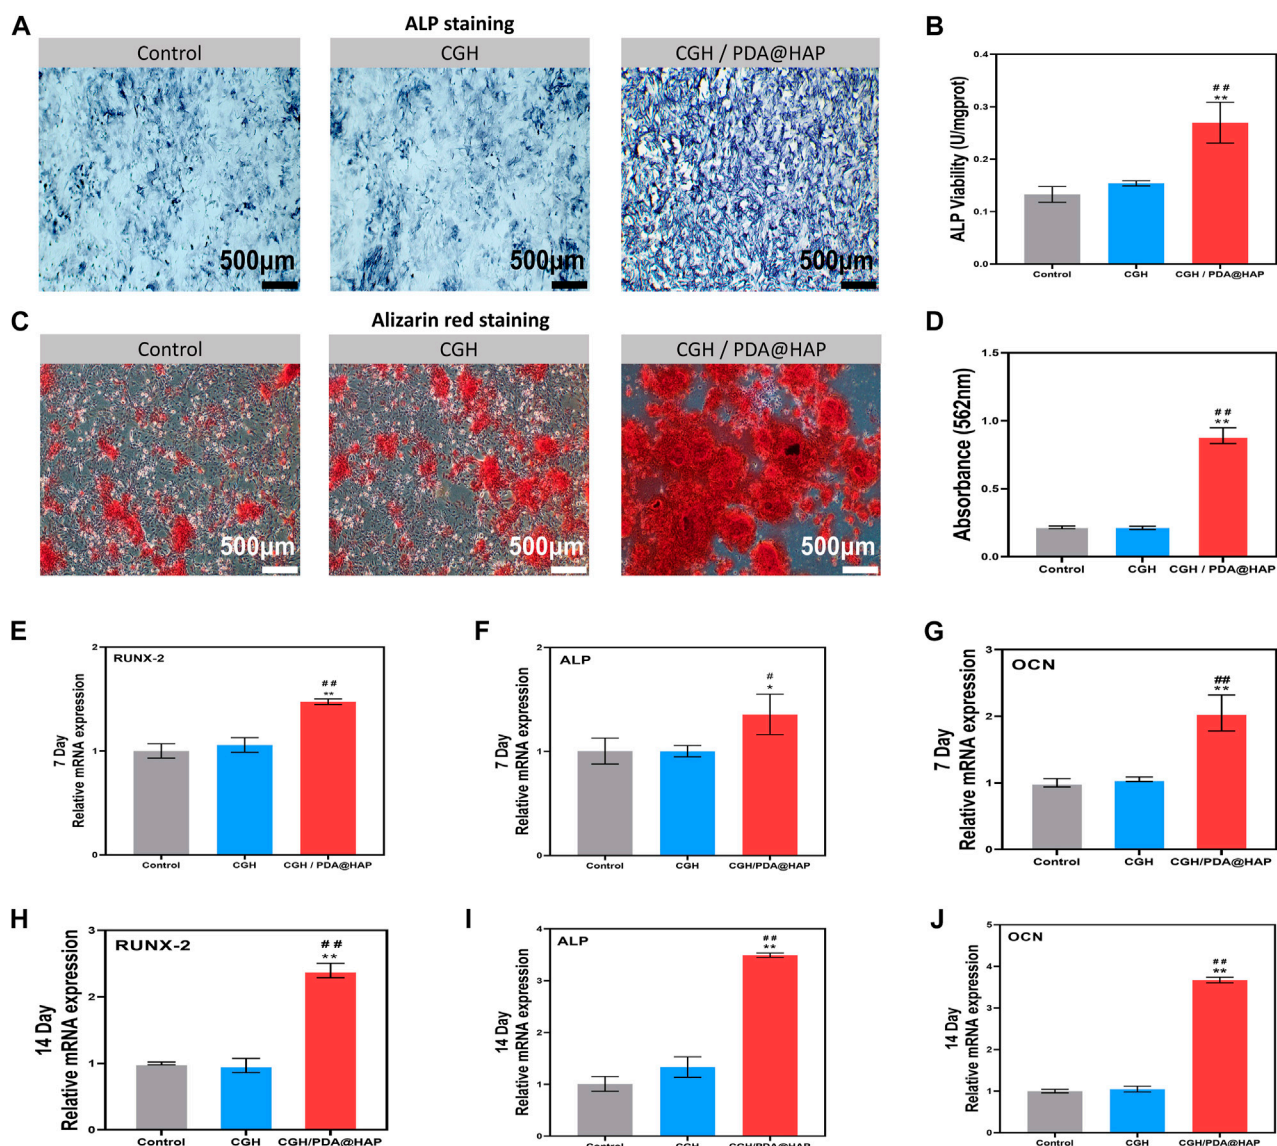 A
ALP staining
Control
CGH
CGH / PDA@HAP
500μm
500μm
500μm
B
ALP Viability (U/mgprot)
0.4
0.3
0.2
0.1
0.0
##
**
Control
CGH
CGH / PDA@HAP
C
Alizarin red staining
Control
CGH
CGH / PDA@HAP
500μm
500μm
500μm
D
Absorbance (562nm)
1.5
1.0
0.5
0.0
##
**
Control
CGH
CGH / PDA@HAP
E
RUNX-2
7 Day
Relative mRNA expression
2
1
0
##
**
Control
CGH
CGH / PDA@HAP
F
ALP
7 Day
Relative mRNA expression
2
1
0
#
*
Control
CGH
CGH/PDA@HAP
G
OCN
7 Day
Relative mRNA expression
3
2
1
0
##
**
Control
CGH
CGH/PDA@HAP
H
RUNX-2
14 Day
Relative mRNA expression
3
2
1
0
##
**
Control
CGH
CGH/PDA@HAP
I
ALP
14 Day
Relative mRNA expression
4
3
2
1
0
##
**
Control
CGH
CGH/PDA@HAP
J
OCN
14 Day
Relative mRNA expression
5
4
3
2
1
0
##
**
Control
CGH
CGH/PDA@HAP